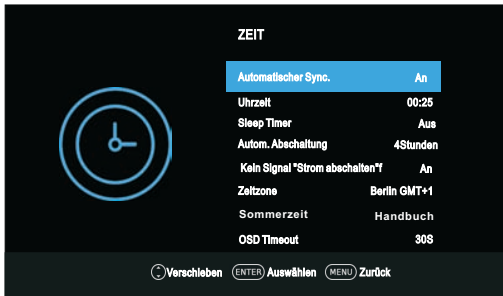 ZEIT
Automatischer Sync. An
Uhrzeit 00:25
Sleep Timer Aus
Autom. Abschaltung 4Stunden
Kein Signal "Strom abschalten"f An
Zeitzone Berlin GMT+1
Sommerzeit Handbuch
OSD Timeout 30S
Verschieben ENTER Auswählen MENU Zurück